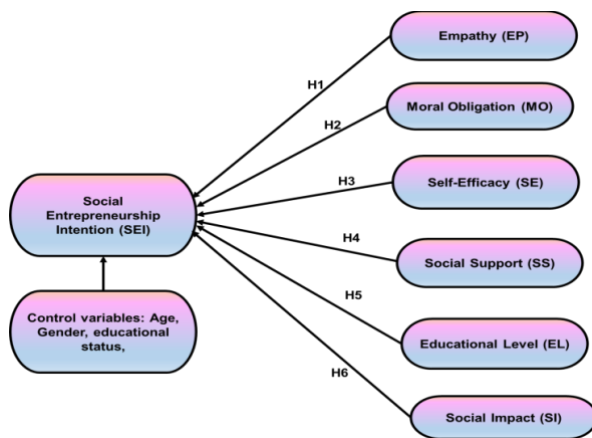 Empathy (EP)
H1
Moral Obligation (MO)
H2
H3
Self-Efficacy (SE)
Social
Entrepreneurship
Intention (SEI)
H4
Social Support (SS)
Control variables: Age,
Gender, educational
status,
H5
Educational Level (EL)
H6
Social Impact (SI)